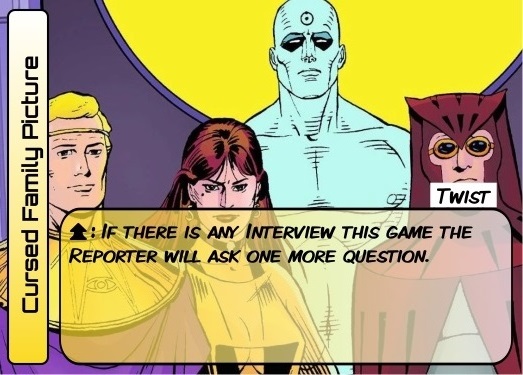 Cursed Family Picture
Twist
: If there is any Interview this game the
Reporter will ask one more question.